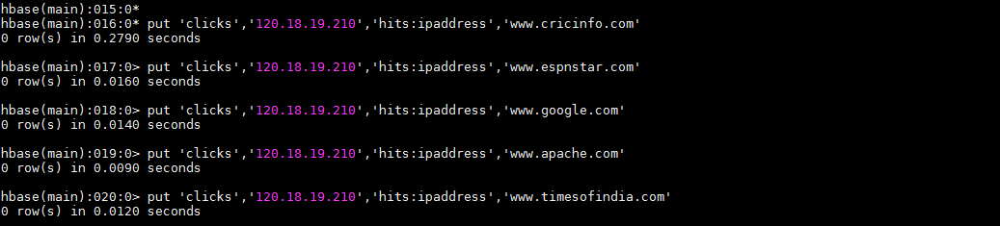 hbase(main):015:0*
hbase(main):016:0* put 'clicks','120.18.19.210','hits:ipaddress','www.cricinfo.com'
0 row(s) in 0.2790 seconds
hbase(main):017:0> put 'clicks','120.18.19.210','hits:ipaddress','www.espnstar.com'
0 row(s) in 0.0160 seconds
hbase(main):018:0> put 'clicks','120.18.19.210','hits:ipaddress','www.google.com'
0 row(s) in 0.0140 seconds
hbase(main):019:0> put 'clicks','120.18.19.210','hits:ipaddress','www.apache.com'
0 row(s) in 0.0090 seconds
hbase(main):020:0> put 'clicks','120.18.19.210','hits:ipaddress','www.timesofindia.com'
0 row(s) in 0.0120 seconds